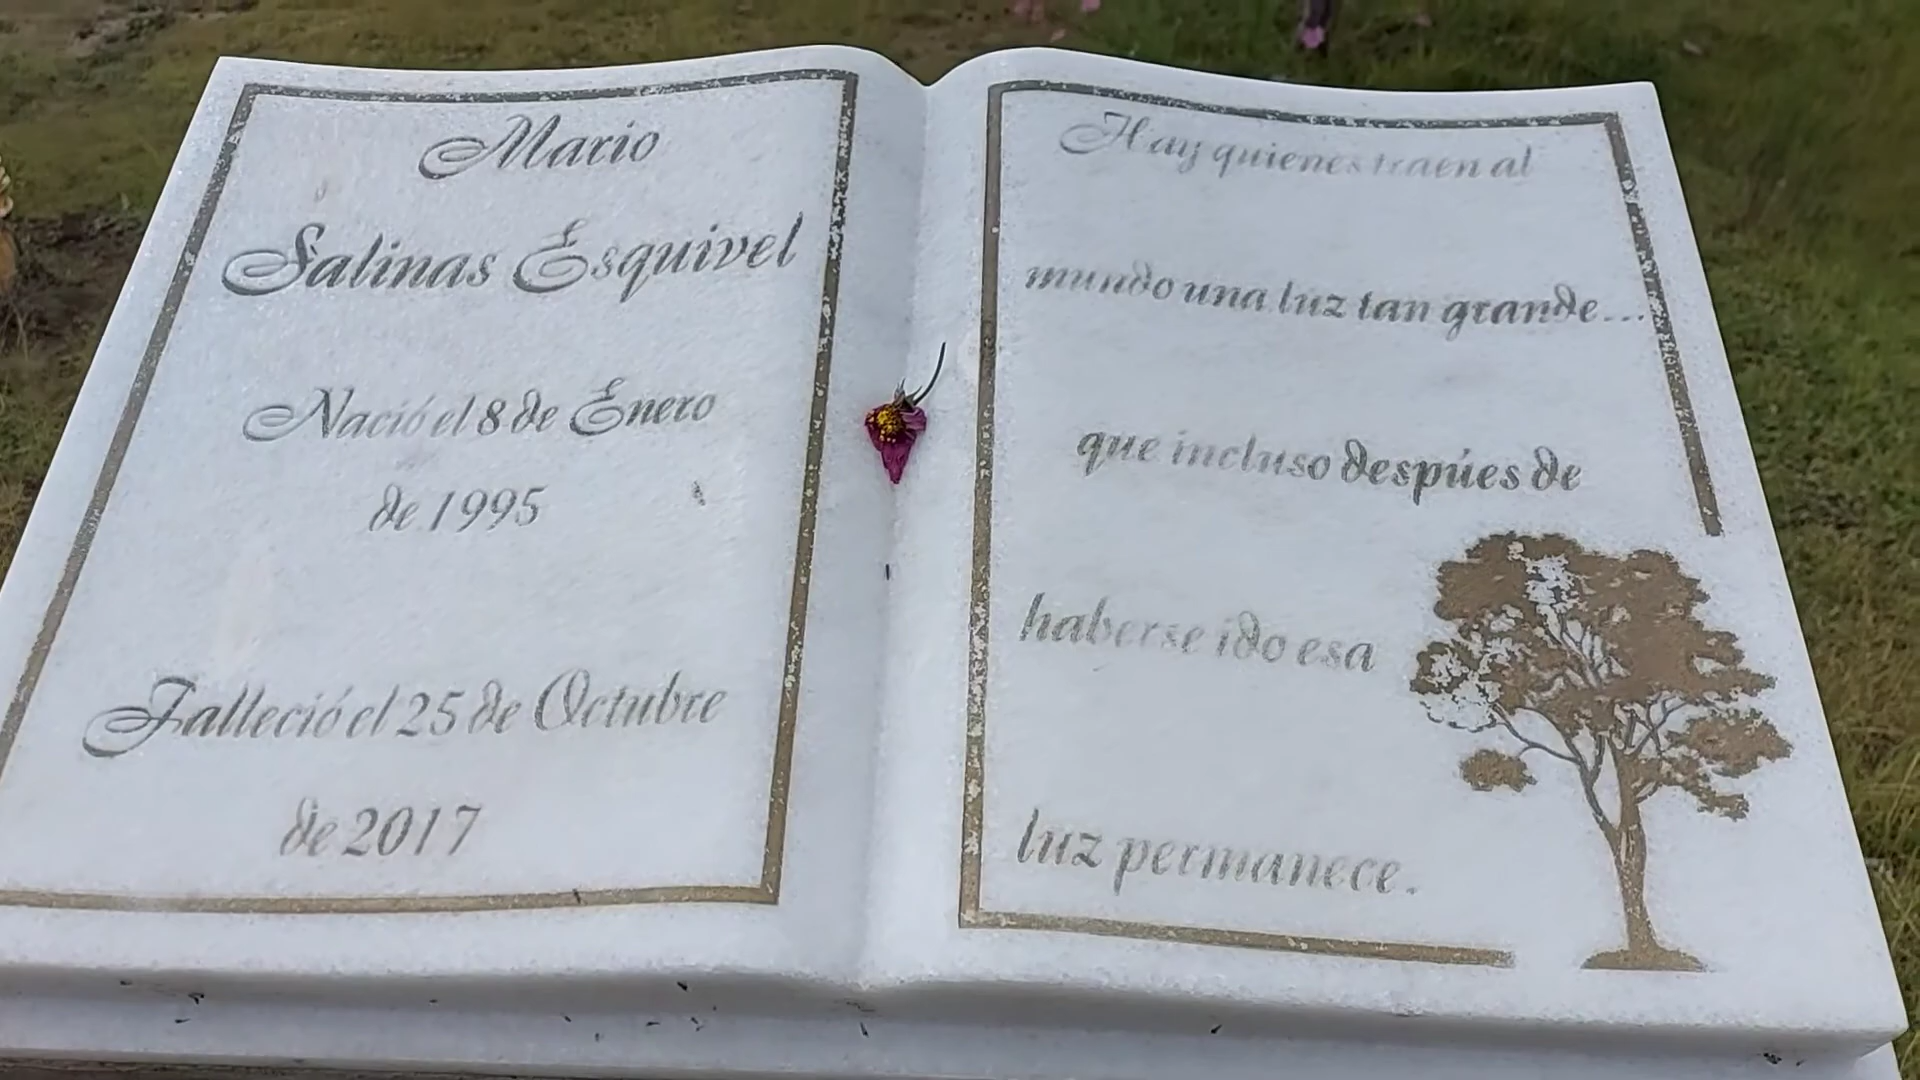 Mario
Salinas Esquivel
Nació el 8 de Enero
de 1995
Falleció el 25 de Octubre
de 2017
Hay quienes traen al
mundo una luz tan grande...
que incluso despúes de
haberse ido esa
luz permanece.